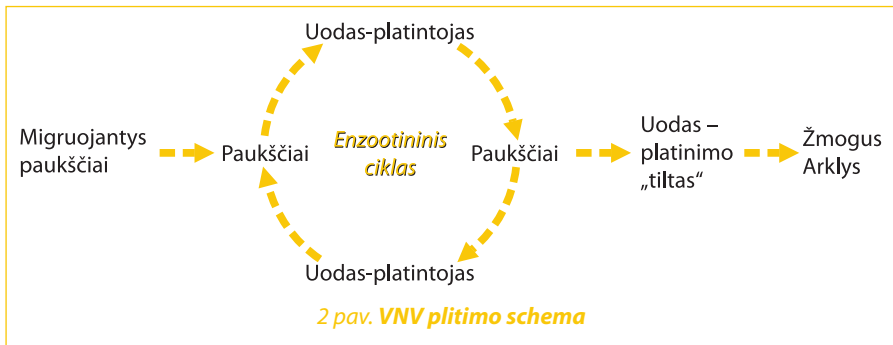 Uodas-platintojas
Migruojantys
paukščiai
Paukščiai
Enzootininis
ciklas
Paukščiai
Uodas –
platinimo
„tiltas“
Žmogus
Arklys
Uodas-platintojas
2 pav. VNV plitimo schema